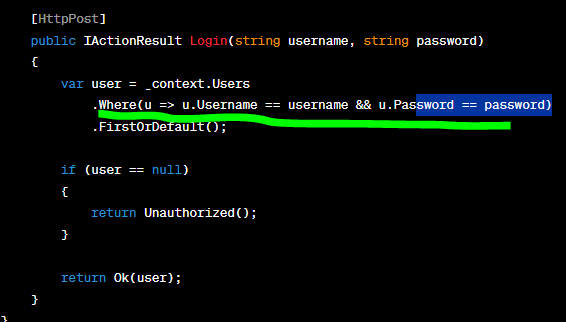 [HttpPost]
public IActionResult Login(string username, string password)
{
var user = _context.Users
.Where(u => u.Username == username && u.Password == password)
.FirstOrDefault();
if (user == null)
{
return Unauthorized();
}
return Ok(user);
}
}